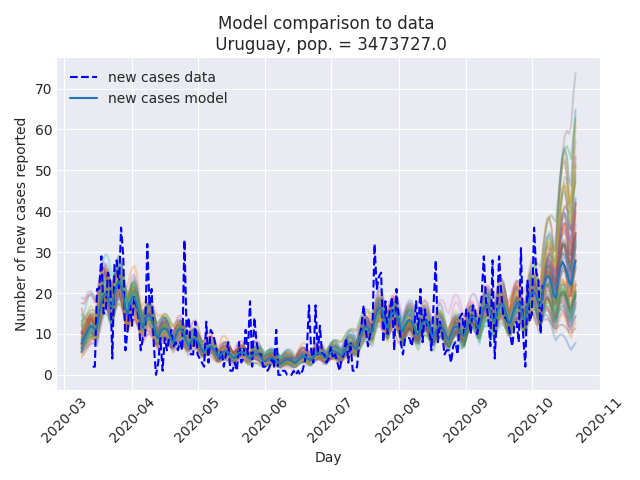 Model comparison to data
Uruguay, pop. = 3473727.0
new cases data
new cases model
Number of new cases reported
70
60
50
40
30
20
10
0
2020-03
2020-04
2020-05
2020-06
2020-07
2020-08
2020-09
2020-10
2020-11
Day